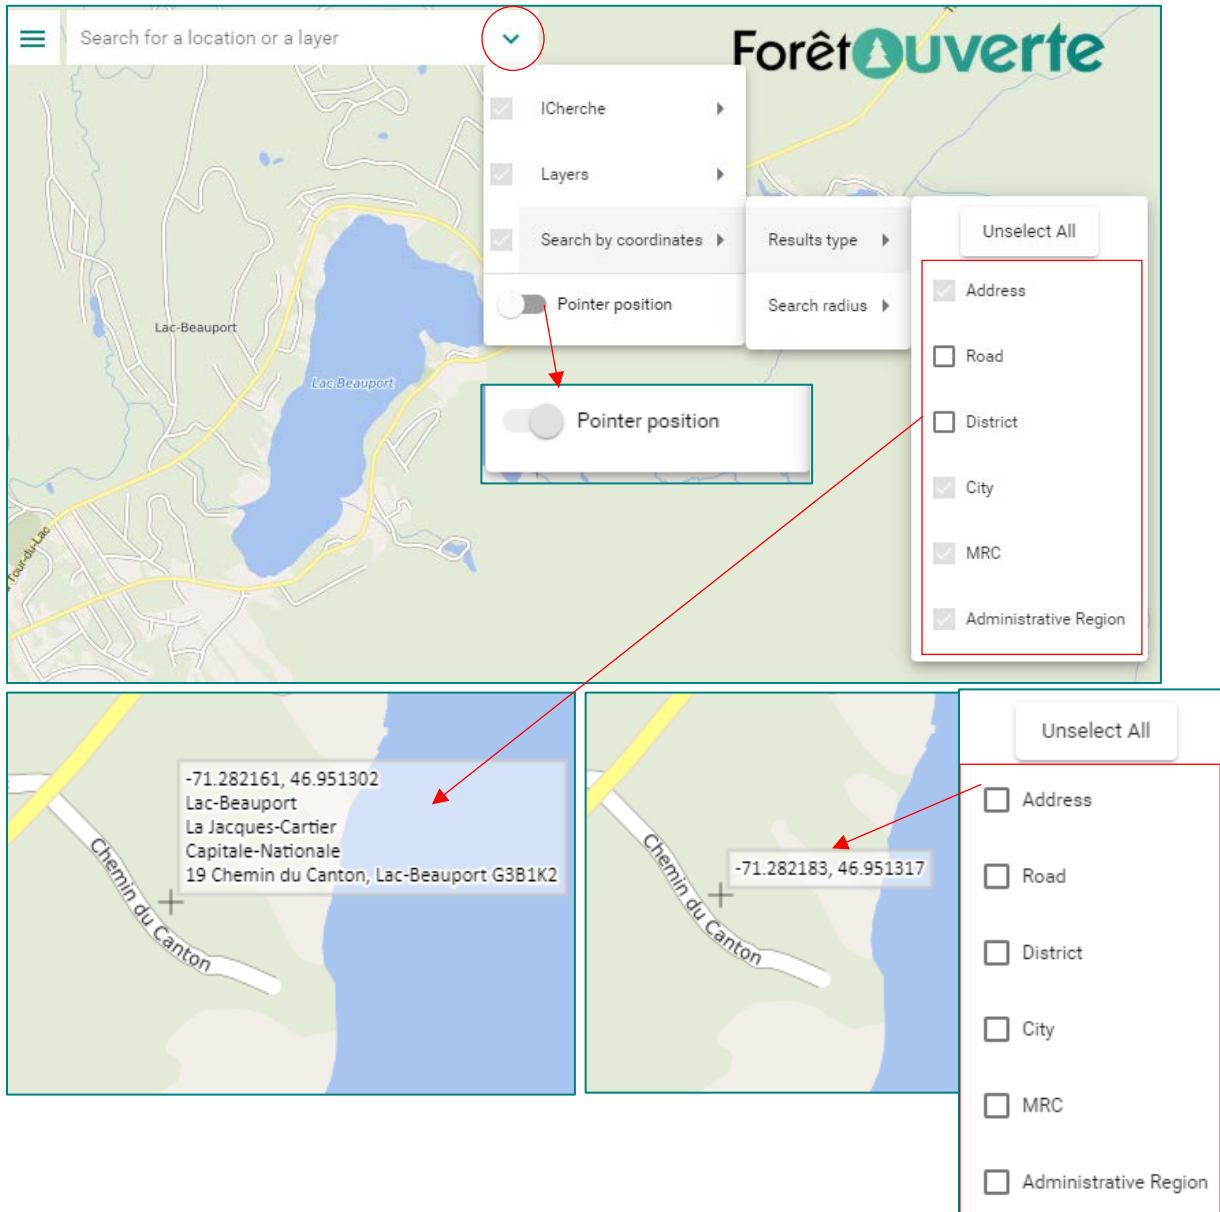 Search for a location or a layer
ForêtOuverte
ICherche
Layers
Search by coordinates
Results type
Unselect All
Pointer position
Search radius
Address
Road
District
City
MRC
Administrative Region
Lac-Beauport
Lac Beauport
Pointer position
Tour-du-Lac
-71.282161, 46.951302
Lac-Beauport
La Jacques-Cartier
Capitale-Nationale
19 Chemin du Canton, Lac-Beauport G3B1K2
Chemin du Canton
-71.282183, 46.951317
Chemin du Canton
Unselect All
Address
Road
District
City
MRC
Administrative Region